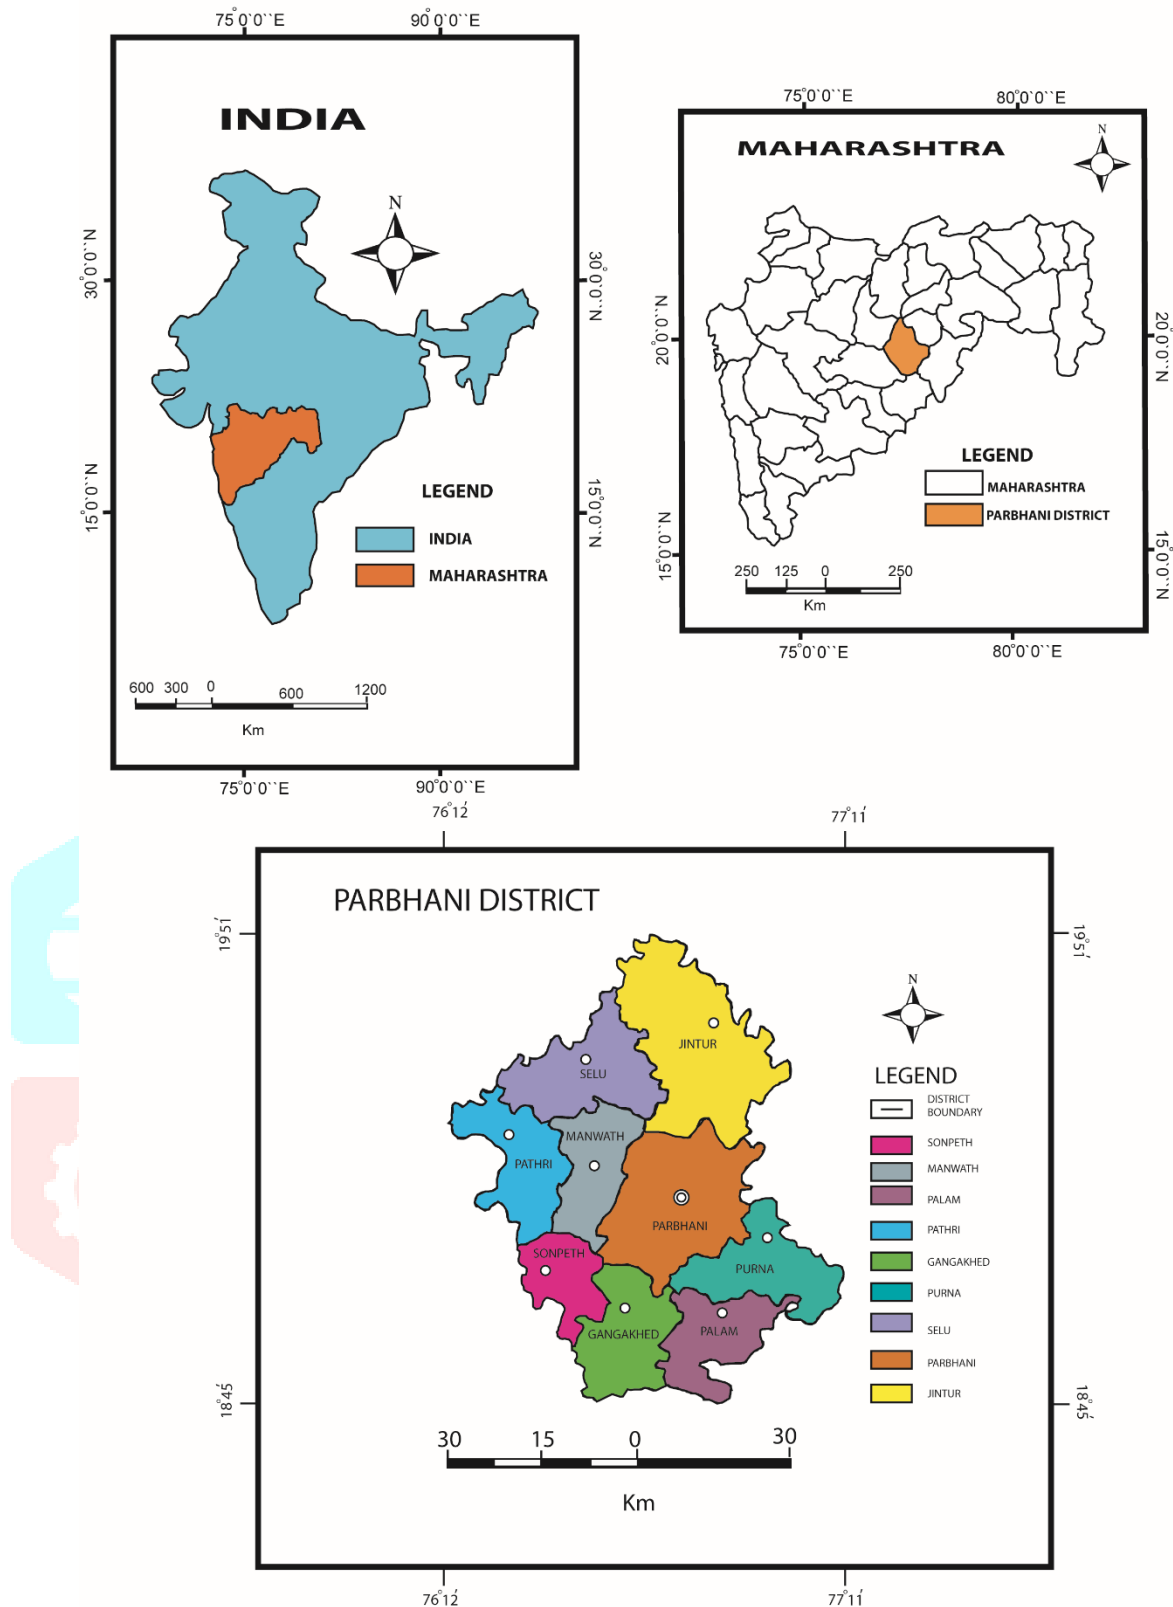 75°0'0``E 90°0'0``E
INDIA
N
30°0'0``N
30°0'0``N
15°0'0``N
15°0'0``N
LEGEND
INDIA
MAHARASHTRA
600 300 0 600 1200
Km
75°0'0``E 90°0'0``E
75°0'0``E 80°0'0``E
MAHARASHTRA
N
20°0'0``N
20°0'0``N
LEGEND
MAHARASHTRA
PARBHANI DISTRICT
15°0'0``N
15°0'0``N
250 125 0 250
Km
75°0'0``E 80°0'0``E
76°12' 77°11'
PARBHANI DISTRICT
19°51'
19°51'
N
JINTUR
SELU
MANWATH
PATHRI
PARBHANI
SONPETH
PURNA
GANGAKHED
PALAM
LEGEND
DISTRICT
BOUNDARY
SONPETH
MANWATH
PALAM
PATHRI
GANGAKHED
PURNA
SELU
PARBHANI
JINTUR
18°45'
18°45'
30 15 0 30
Km
76°12' 77°11'